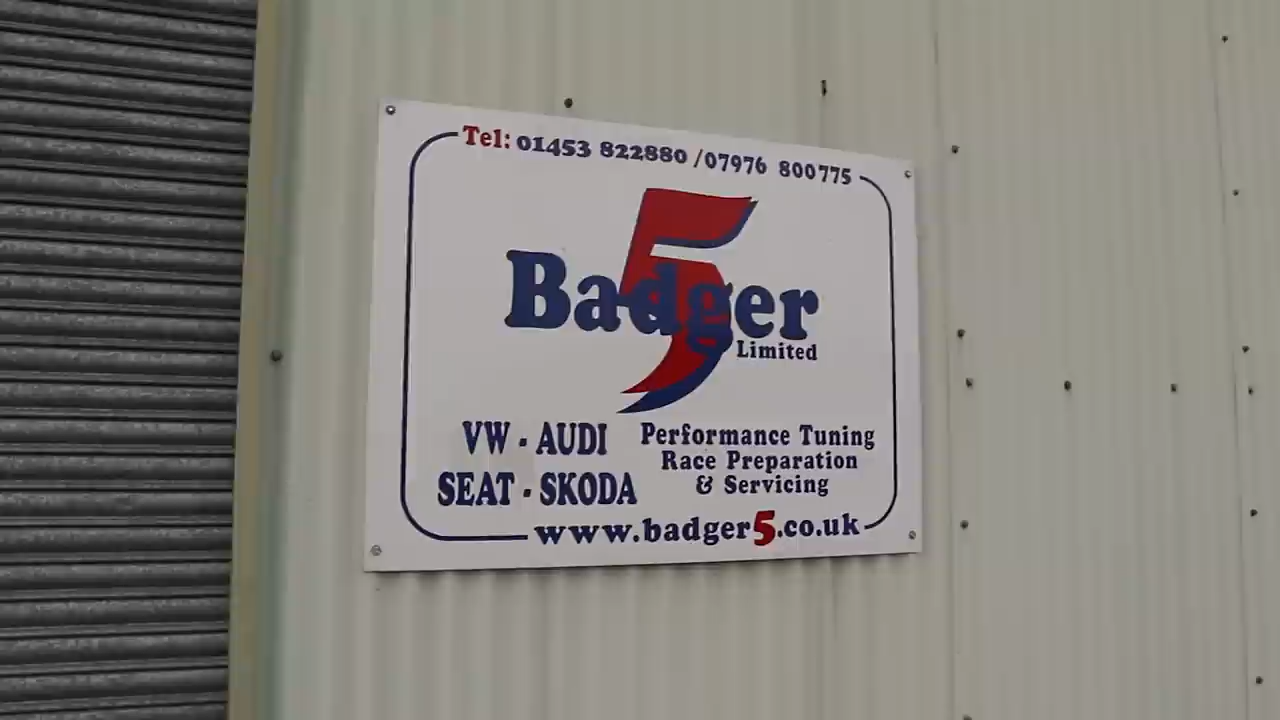 Tel: 01453 822880 /07976 800775
5
Badger
Limited
VW - AUDI
SEAT - SKODA
Performance Tuning
Race Preparation
& Servicing
www.badger5.co.uk